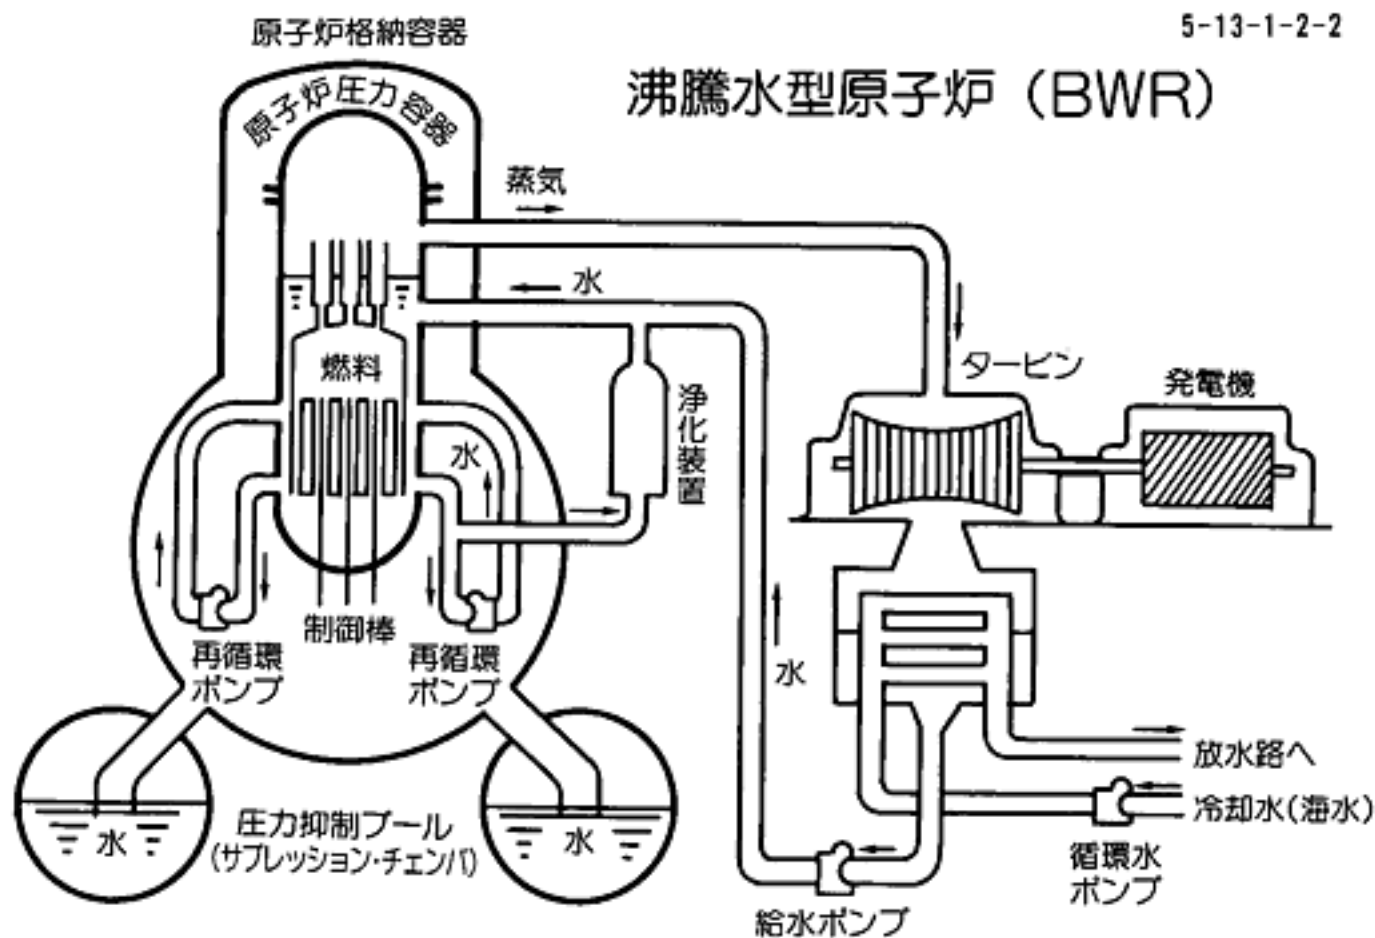 5-13-1-2-2
原子炉格納容器
沸騰水型原子炉（BWR）
原子炉圧力容器
蒸気
水
タービン
発電機
燃料
浄化装置
水
制御棒
再循環
ポンプ
再循環
ポンプ
水
放水路へ
冷却水(海水)
循環水
ポンプ
圧力抑制プール
(サプレッション・チェンバ)
水
水
給水ポンプ